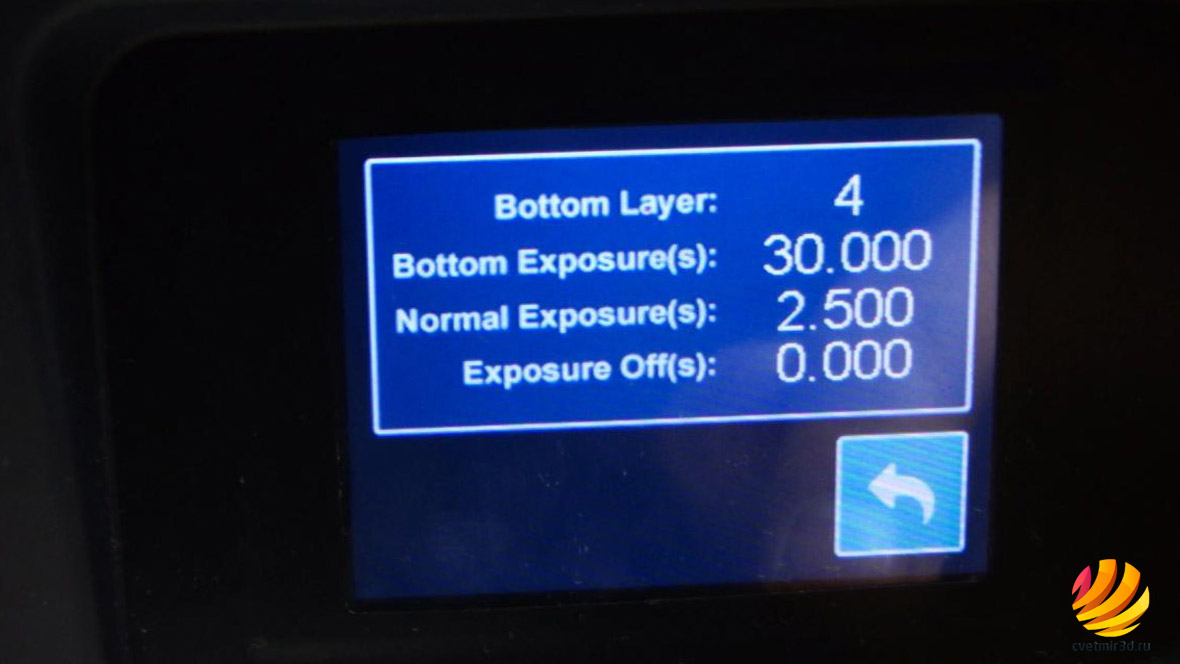 Bottom Layer: 4
Bottom Exposure(s): 30.000
Normal Exposure(s): 2.500
Exposure Off(s): 0.000
cvetmir3d.ru